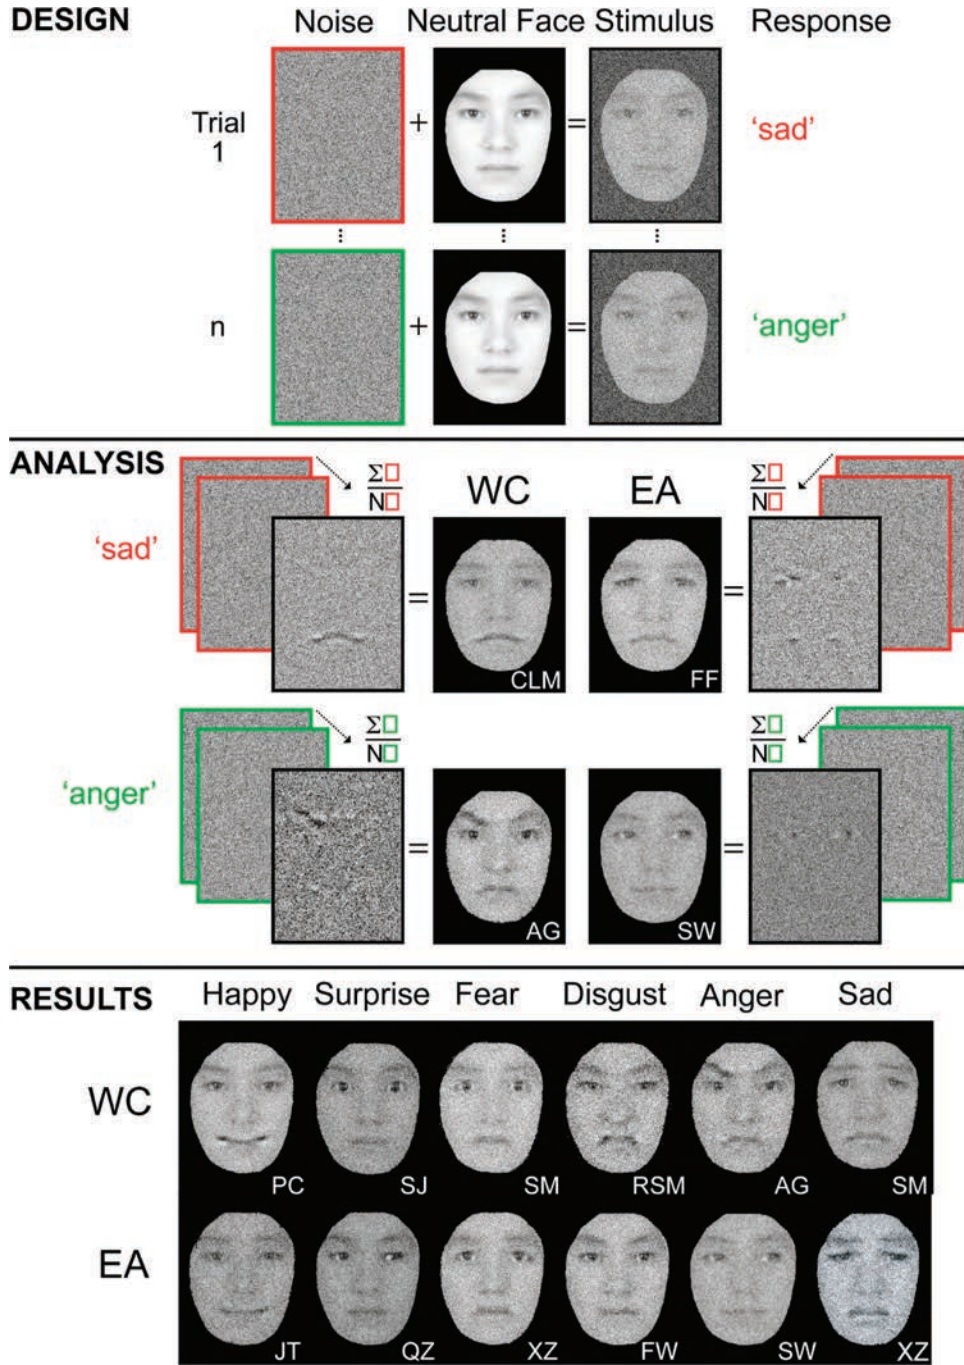 DESIGN Noise Neutral Face Stimulus Response
Trial 1 + = ‘sad’
n + = ‘anger’
ANALYSIS
Σ
N
WC EA
Σ
N
‘sad’ = =
CLM FF
Σ
N
Σ
N
‘anger’ = =
AG SW
RESULTS Happy Surprise Fear Disgust Anger Sad
WC
PC SJ SM RSM AG SM
EA
JT QZ XZ FW SW XZ